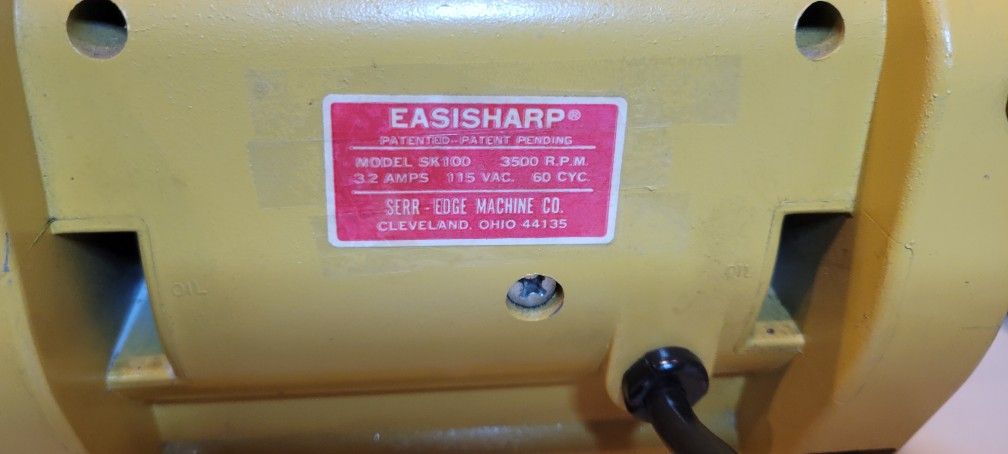 EASISHARP®
PATENTED-PATENT PENDING
MODEL SK100 3500 R.P.M.
3.2 AMPS 115 VAC. 60 CYC.
SERR-EDGE MACHINE CO.
CLEVELAND, OHIO 44135
OIL
OIL